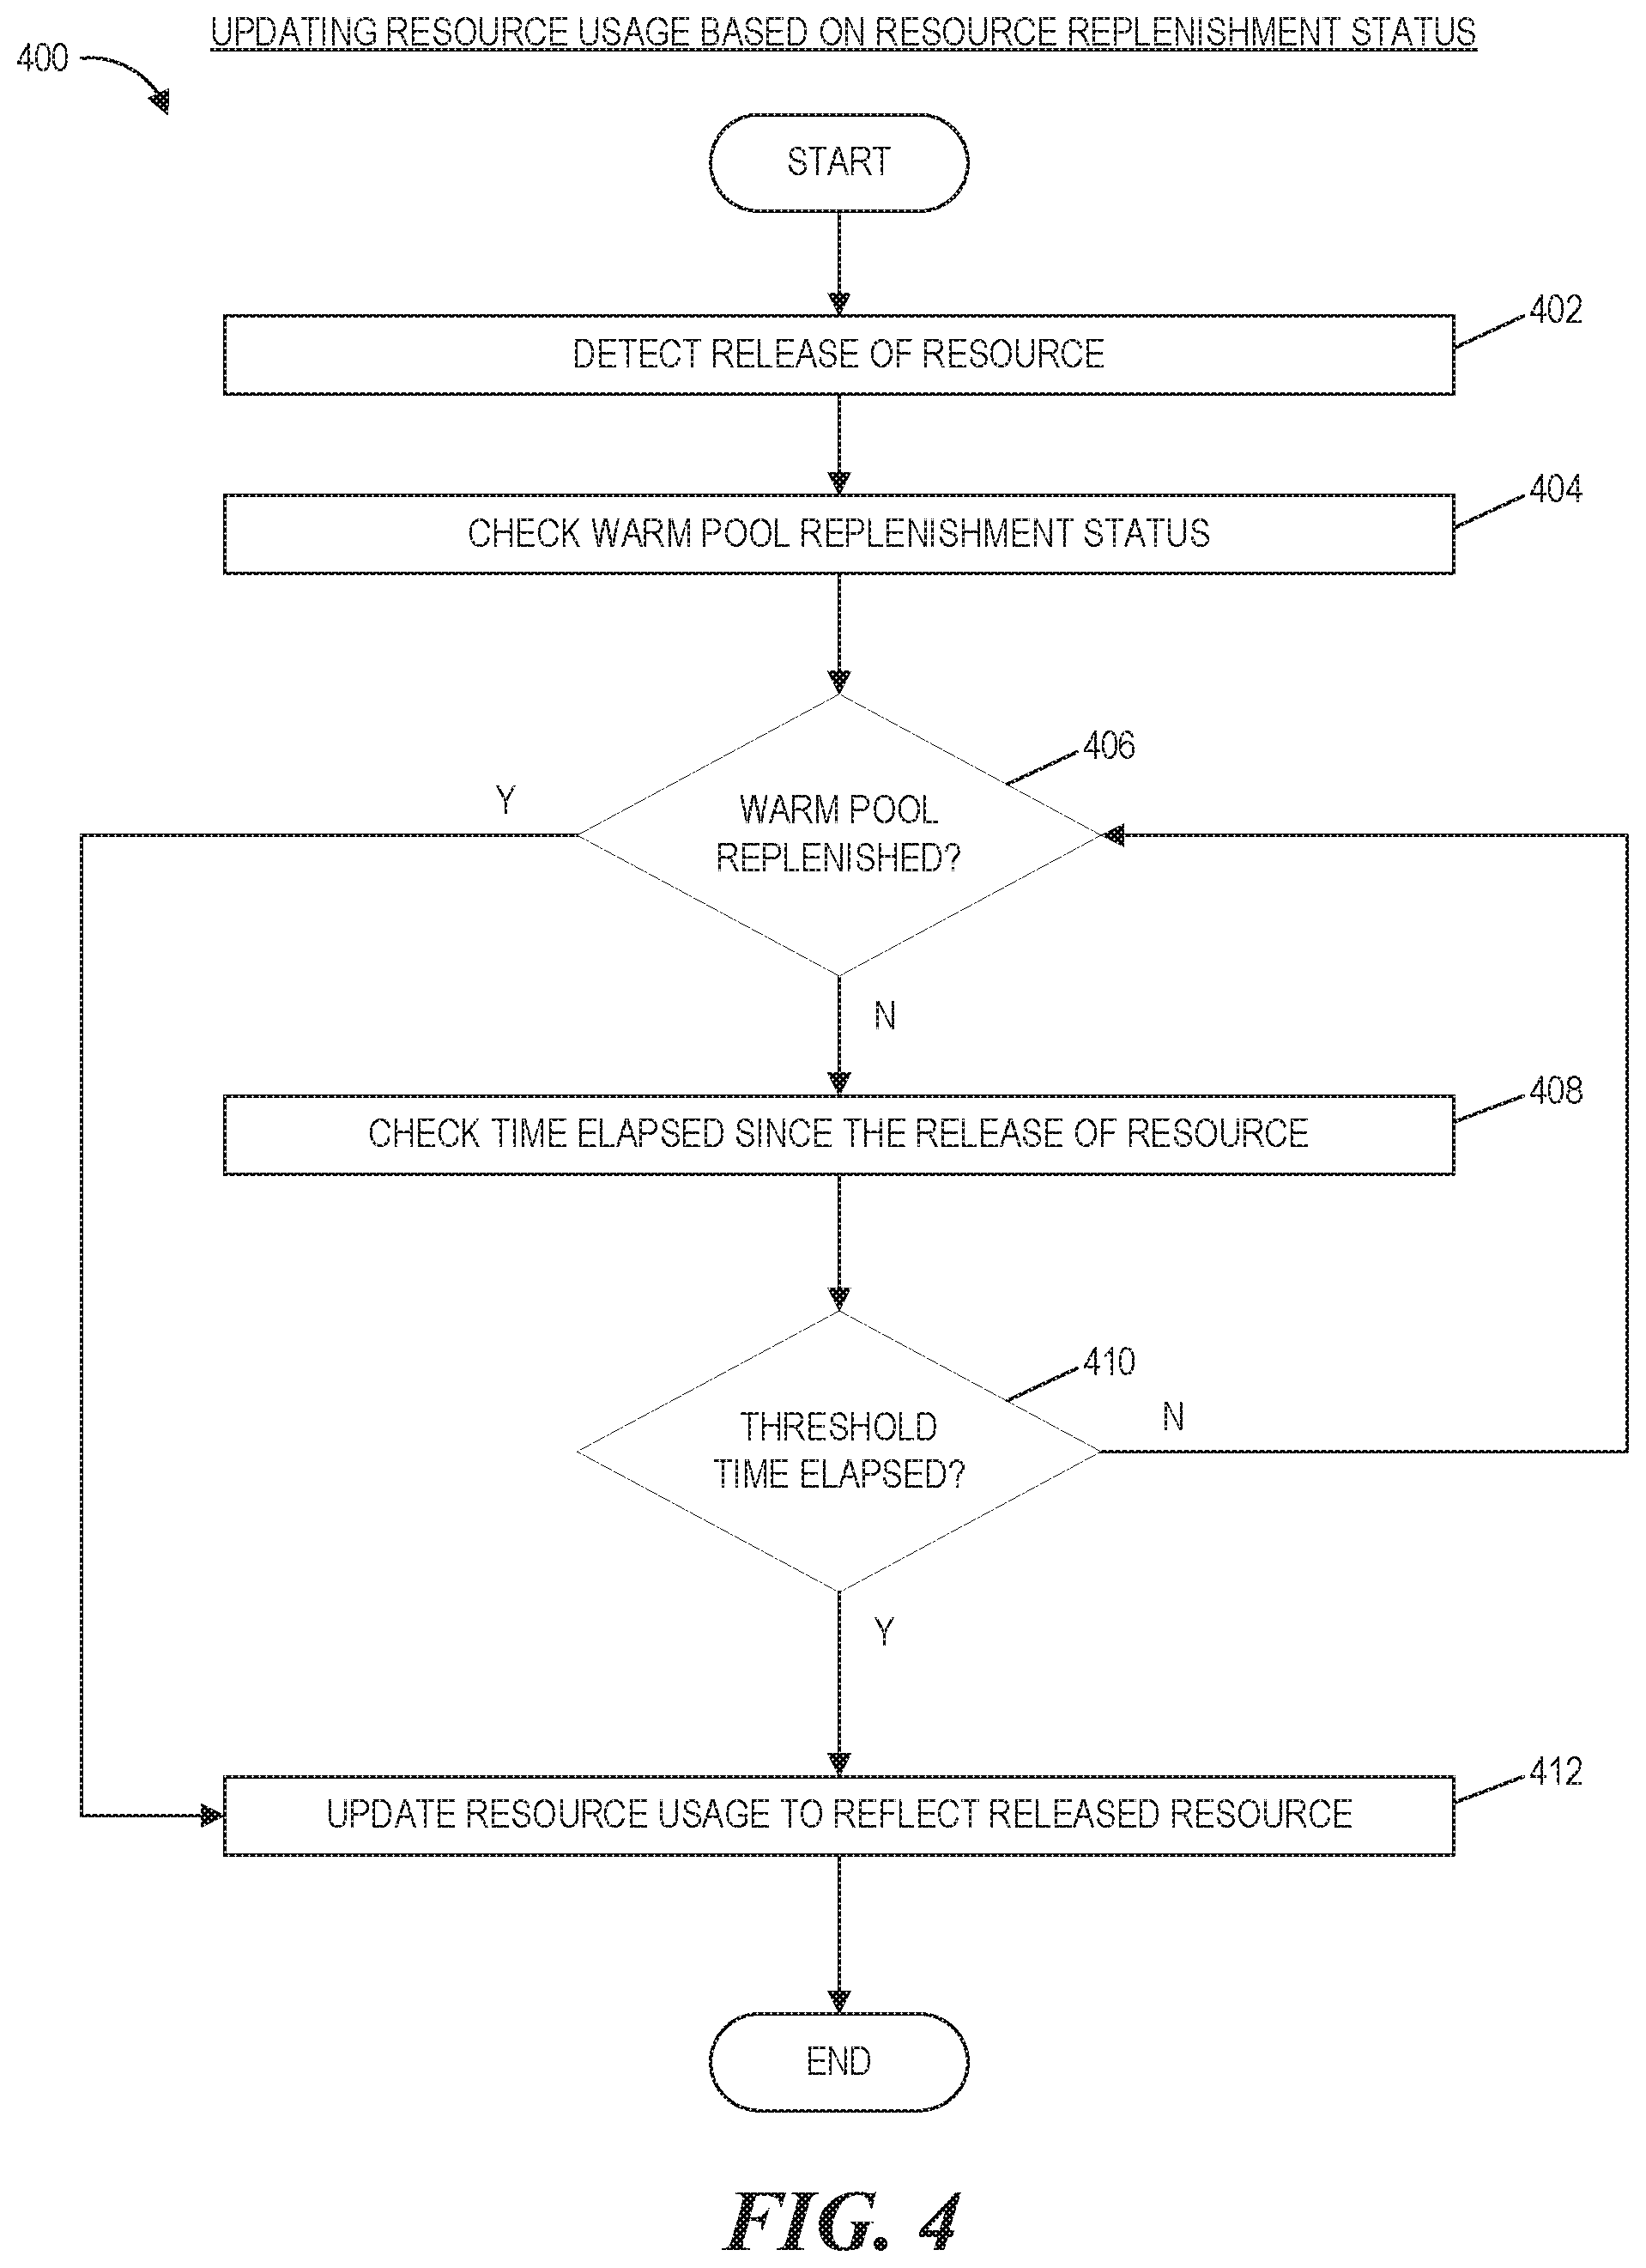 UPDATING RESOURCE USAGE BASED ON RESOURCE REPLENISHMENT STATUS
400
START
402
DETECT RELEASE OF RESOURCE
404
CHECK WARM POOL REPLENISHMENT STATUS
406
Y
WARM POOL
REPLENISHED?
N
408
CHECK TIME ELAPSED SINCE THE RELEASE OF RESOURCE
410
N
THRESHOLD
TIME ELAPSED?
Y
412
UPDATE RESOURCE USAGE TO REFLECT RELEASED RESOURCE
END
FIG. 4